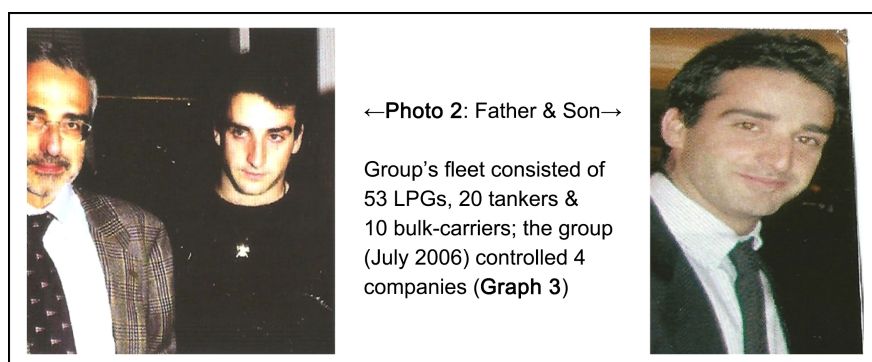 ←Photo 2: Father & Son→
Group's fleet consisted of
53 LPGs, 20 tankers &
10 bulk-carriers; the group
(July 2006) controlled 4
companies (Graph 3)